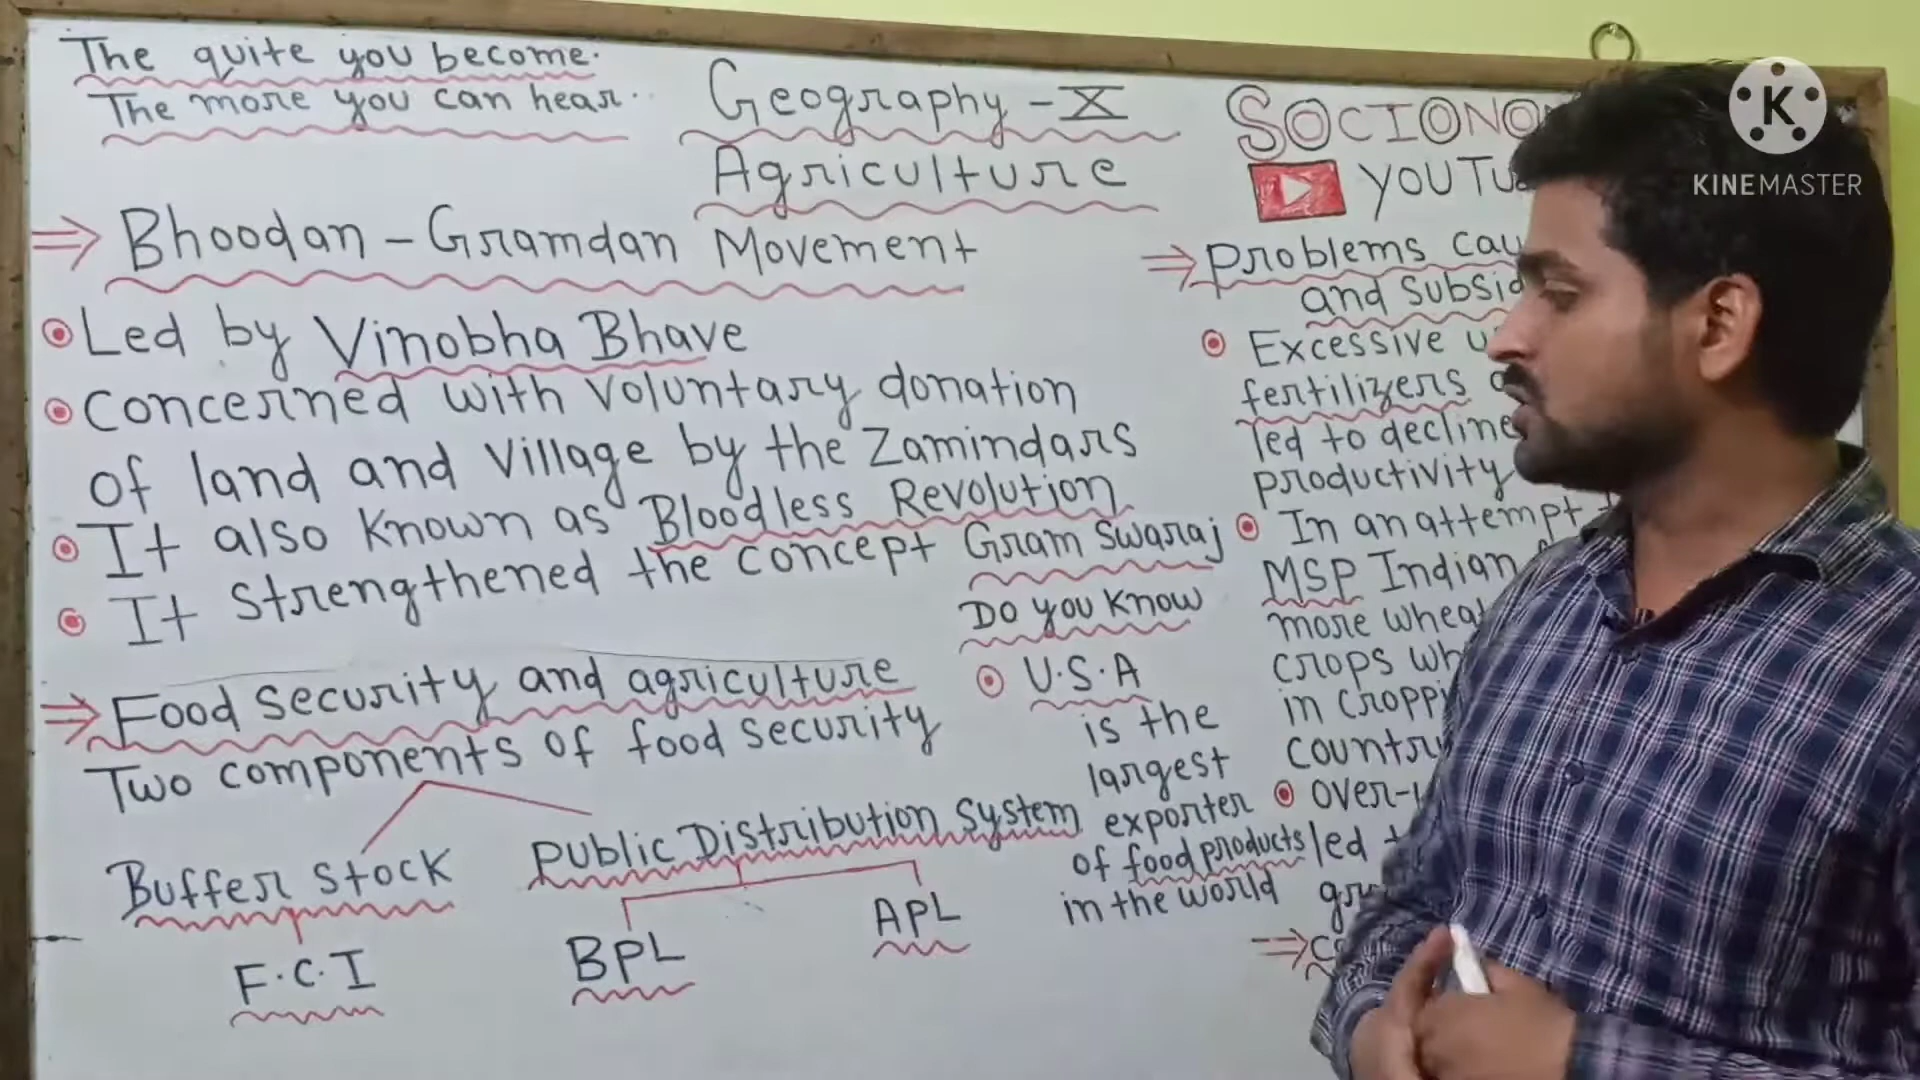 The quite you become.
The more you can hear.
Geography - X
Agriculture
SOCIONO
YOUTU
KINEMASTER
⇒ Bhoodan - Gramdan Movement
Led by Vinobha Bhave
Concerned with voluntary donation
of land and village by the Zamindars
It also known as Bloodless Revolution
It strengthened the concept Gram Swaraj
⇒ Food security and agriculture
Two components of food security
Buffer stock
Public Distribution System
F.C.I
BPL
APL
Do you know
U.S.A
is the
largest
exporter
of food products
in the world
⇒ Problems cau
and subsid
Excessive u
fertilizers
led to decline
productivity
In an attempt
MSP Indian
more wheat
crops wh
in croppi
country
over-
led t
gr